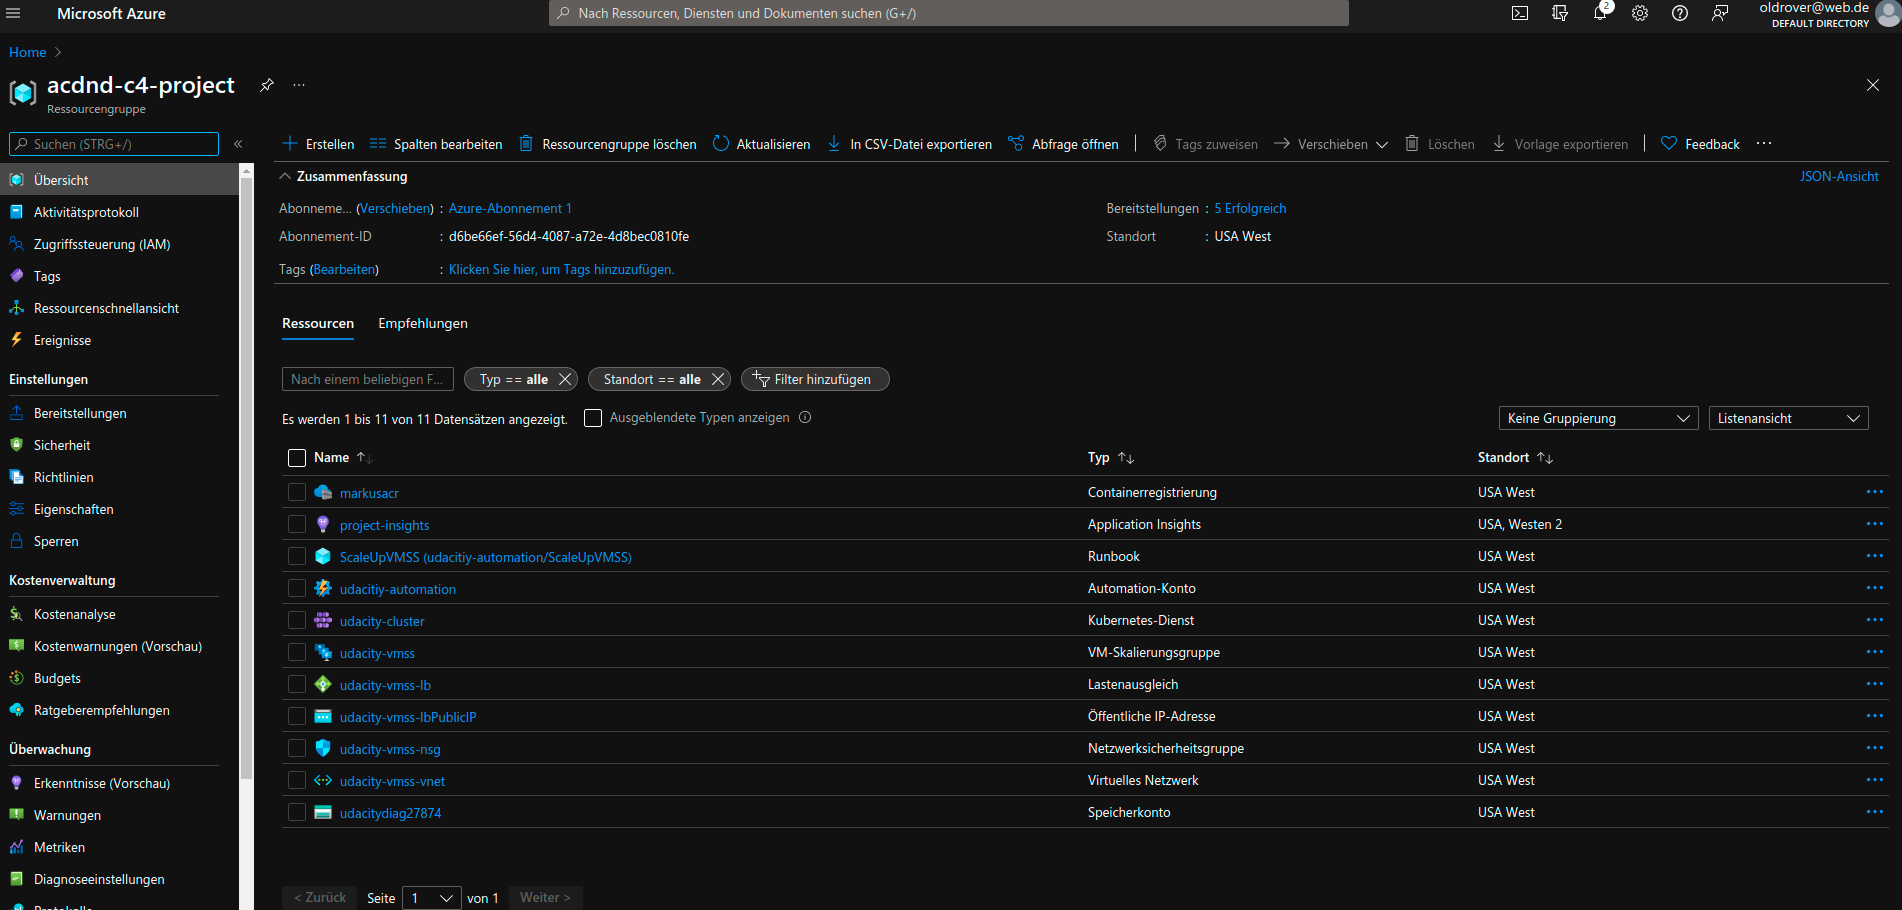 Microsoft Azure
Nach Ressourcen, Diensten und Dokumenten suchen (G+/)
2
oldrover@web.de
DEFAULT DIRECTORY
Home >
acdnd-c4-project
Ressourcengruppe
Suchen (STRG+/)
«
Erstellen
Spalten bearbeiten
Ressourcengruppe löschen
Aktualisieren
In CSV-Datei exportieren
Abfrage öffnen
Tags zuweisen
Verschieben
Löschen
Vorlage exportieren
Feedback
Übersicht
Aktivitätsprotokoll
Zugriffssteuerung (IAM)
Tags
Ressourcenschnellansicht
Ereignisse
Einstellungen
Bereitstellungen
Sicherheit
Richtlinien
Eigenschaften
Sperren
Kostenverwaltung
Kostenanalyse
Kostenwarnungen (Vorschau)
Budgets
Ratgeberempfehlungen
Überwachung
Erkenntnisse (Vorschau)
Warnungen
Metriken
Diagnoseeinstellungen
Protokolle
Zusammenfassung
JSON-Ansicht
Abonneme... (Verschieben) : Azure-Abonnement 1
Bereitstellungen : 5 Erfolgreich
Abonnement-ID : d6be66ef-56d4-4087-a72e-4d8bec0810fe
Standort : USA West
Tags (Bearbeiten) : Klicken Sie hier, um Tags hinzuzufügen.
Ressourcen
Empfehlungen
Nach einem beliebigen F...
Typ == alle
Standort == alle
Filter hinzufügen
Es werden 1 bis 11 von 11 Datensätzen angezeigt.
Ausgeblendete Typen anzeigen
Keine Gruppierung
Listenansicht
Name Typ Standort
markusacr Containerregistrierung USA West
project-insights Application Insights USA, Westen 2
ScaleUpVMSS (udacitiy-automation/ScaleUpVMSS) Runbook USA West
udacitiy-automation Automation-Konto USA West
udacity-cluster Kubernetes-Dienst USA West
udacity-vmss VM-Skalierungsgruppe USA West
udacity-vmss-lb Lastenausgleich USA West
udacity-vmss-lbPublicIP Öffentliche IP-Adresse USA West
udacity-vmss-nsg Netzwerksicherheitsgruppe USA West
udacity-vmss-vnet Virtuelles Netzwerk USA West
udacitydiag27874 Speicherkonto USA West
< Zurück Seite 1 von 1 Weiter >